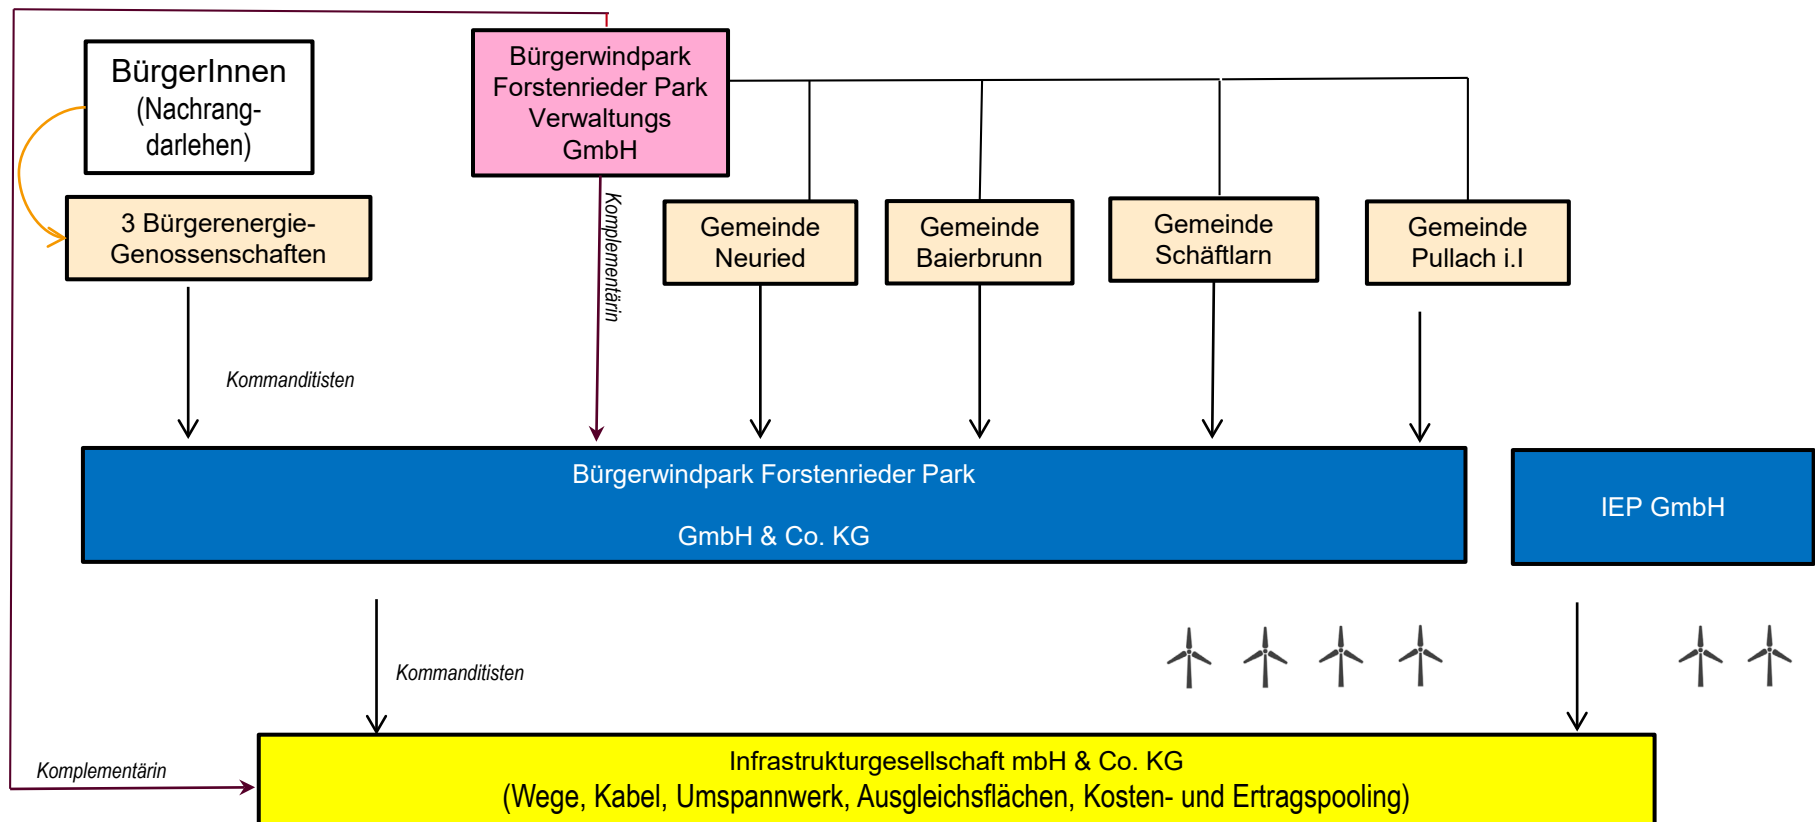 BürgerInnen
(Nachrang-
darlehen)
Bürgerwindpark
Forstenrieder Park
Verwaltungs
GmbH
3 Bürgerenergie-
Genossenschaften
Komplementärin
Gemeinde
Neuried
Gemeinde
Baierbrunn
Gemeinde
Schäftlarn
Gemeinde
Pullach i.I
Kommanditisten
Bürgerwindpark Forstenrieder Park
GmbH & Co. KG
IEP GmbH
Kommanditisten
Komplementärin
Infrastrukturgesellschaft mbH & Co. KG
(Wege, Kabel, Umspannwerk, Ausgleichsflächen, Kosten- und Ertragspooling)